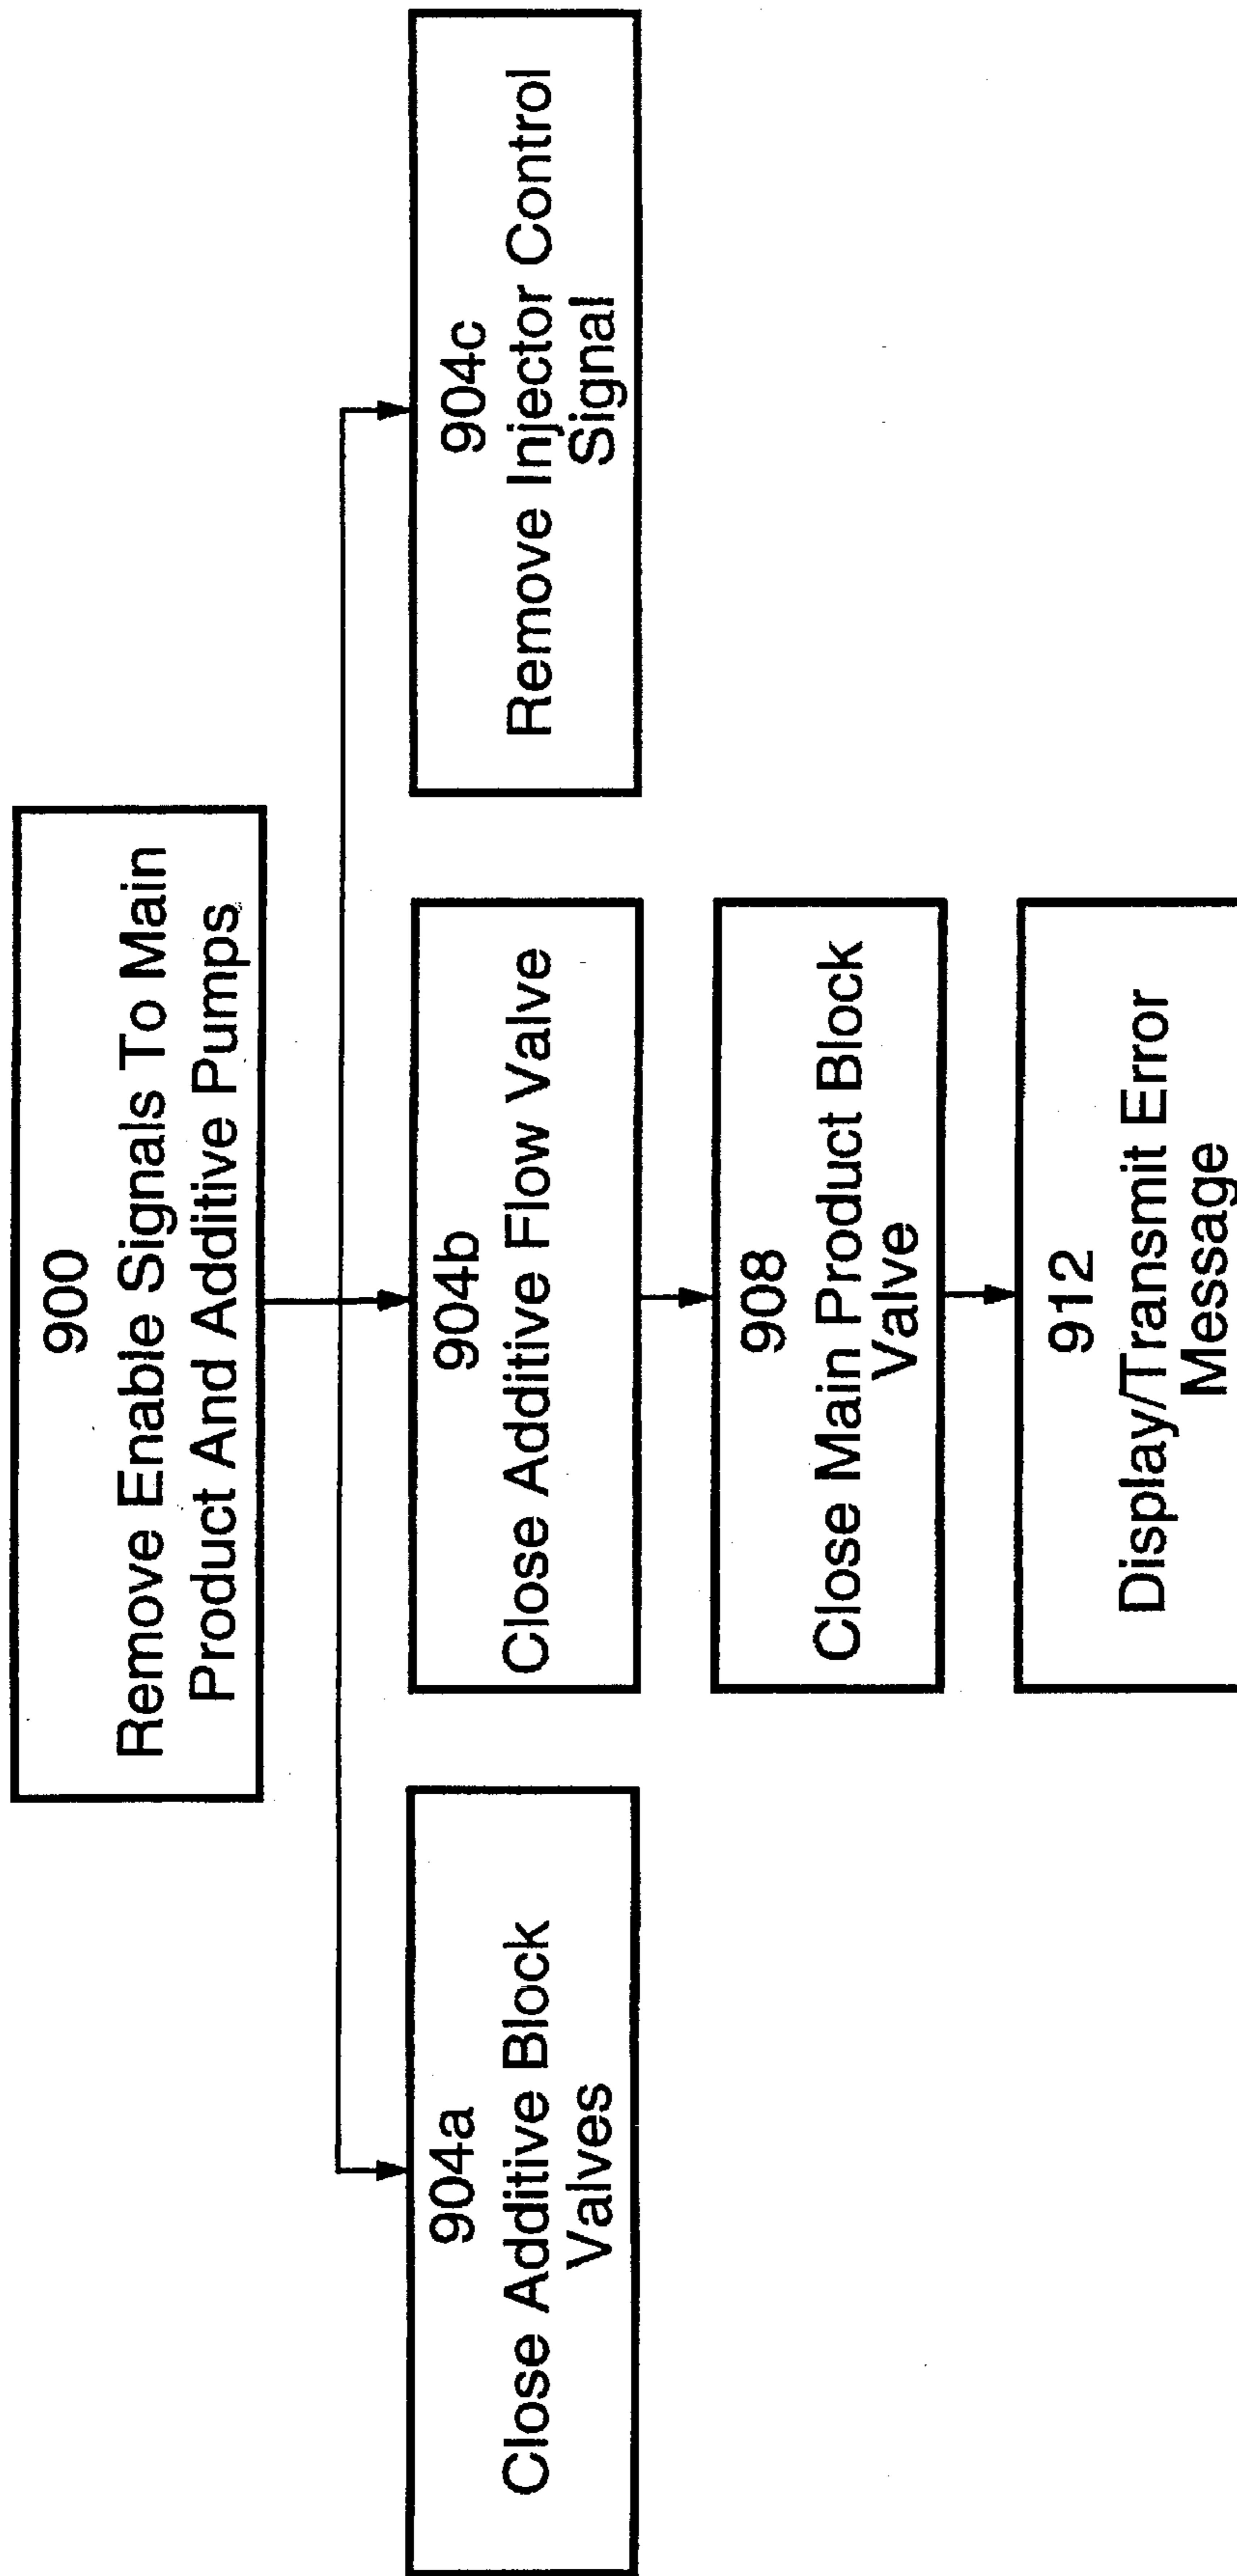 900
Remove Enable Signals To Main
Product And Additive Pumps
904a
Close Additive Block
Valves
904b
Close Additive Flow Valve
904c
Remove Injector Control
Signal
908
Close Main Product Block
Valve
912
Display/Transmit Error
Message